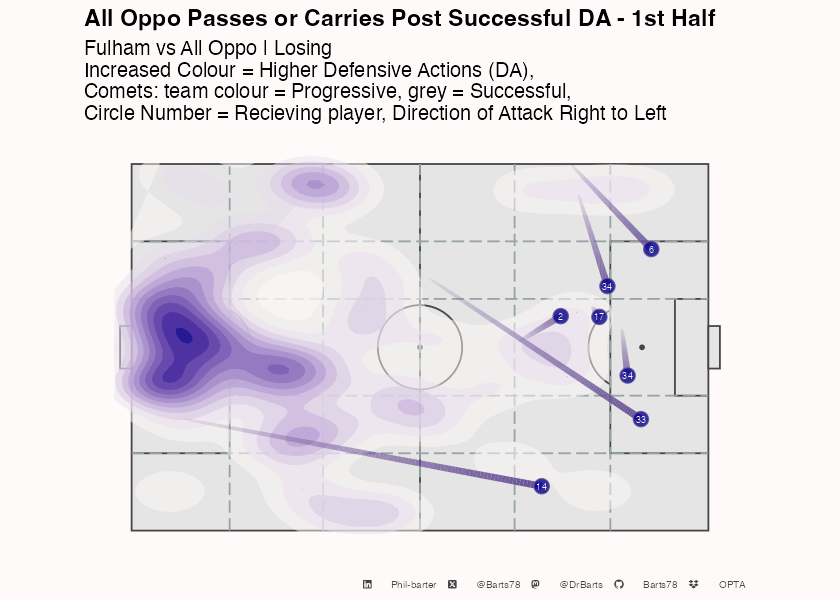 All Oppo Passes or Carries Post Successful DA - 1st Half
Fulham vs All Oppo | Losing
Increased Colour = Higher Defensive Actions (DA),
Comets: team colour = Progressive, grey = Successful,
Circle Number = Recieving player, Direction of Attack Right to Left
6
34
2
17
34
33
14
Phil-barter @Barts78 @DrBarts Barts78 OPTA